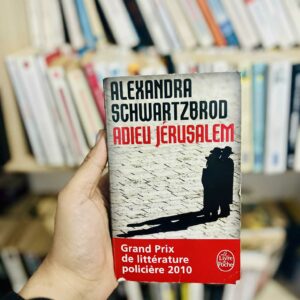 ALEXANDRA
SCHWARTZBROD
ADIEU JÉRUSALEM
Grand Prix
de littérature
policière 2010
Le Livre
de Poche